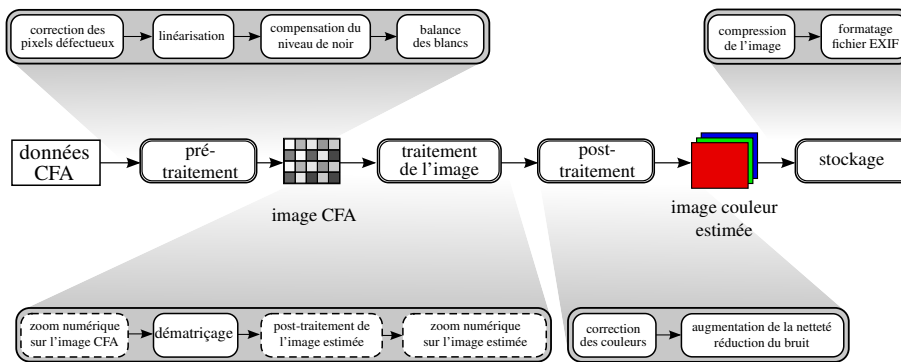 correction des
pixels défectueux
linéarisation
compensation du
niveau de noir
balance
des blancs
compression
de l'image
formatage
fichier EXIF
données
CFA
pré-
traitement
image CFA
traitement
de l'image
post-
traitement
image couleur
estimée
stockage
zoom numérique
sur l'image CFA
dématriçage
post-traitement de
l'image estimée
zoom numérique
sur l'image estimée
correction
des couleurs
augmentation de la netteté
réduction du bruit